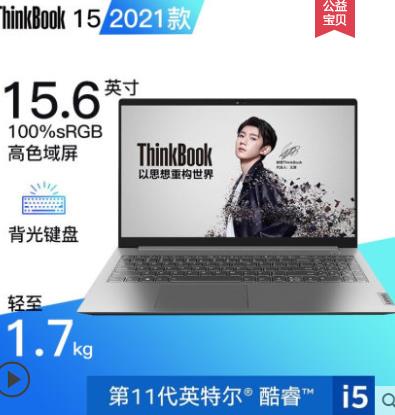 ThinkBook 15 2021款
公益
宝贝
15.6 英寸
100%sRGB
高色域屏
ThinkBook
以思想重构世界
背光键盘
轻至
1.7kg
第11代英特尔® 酷睿™ i5